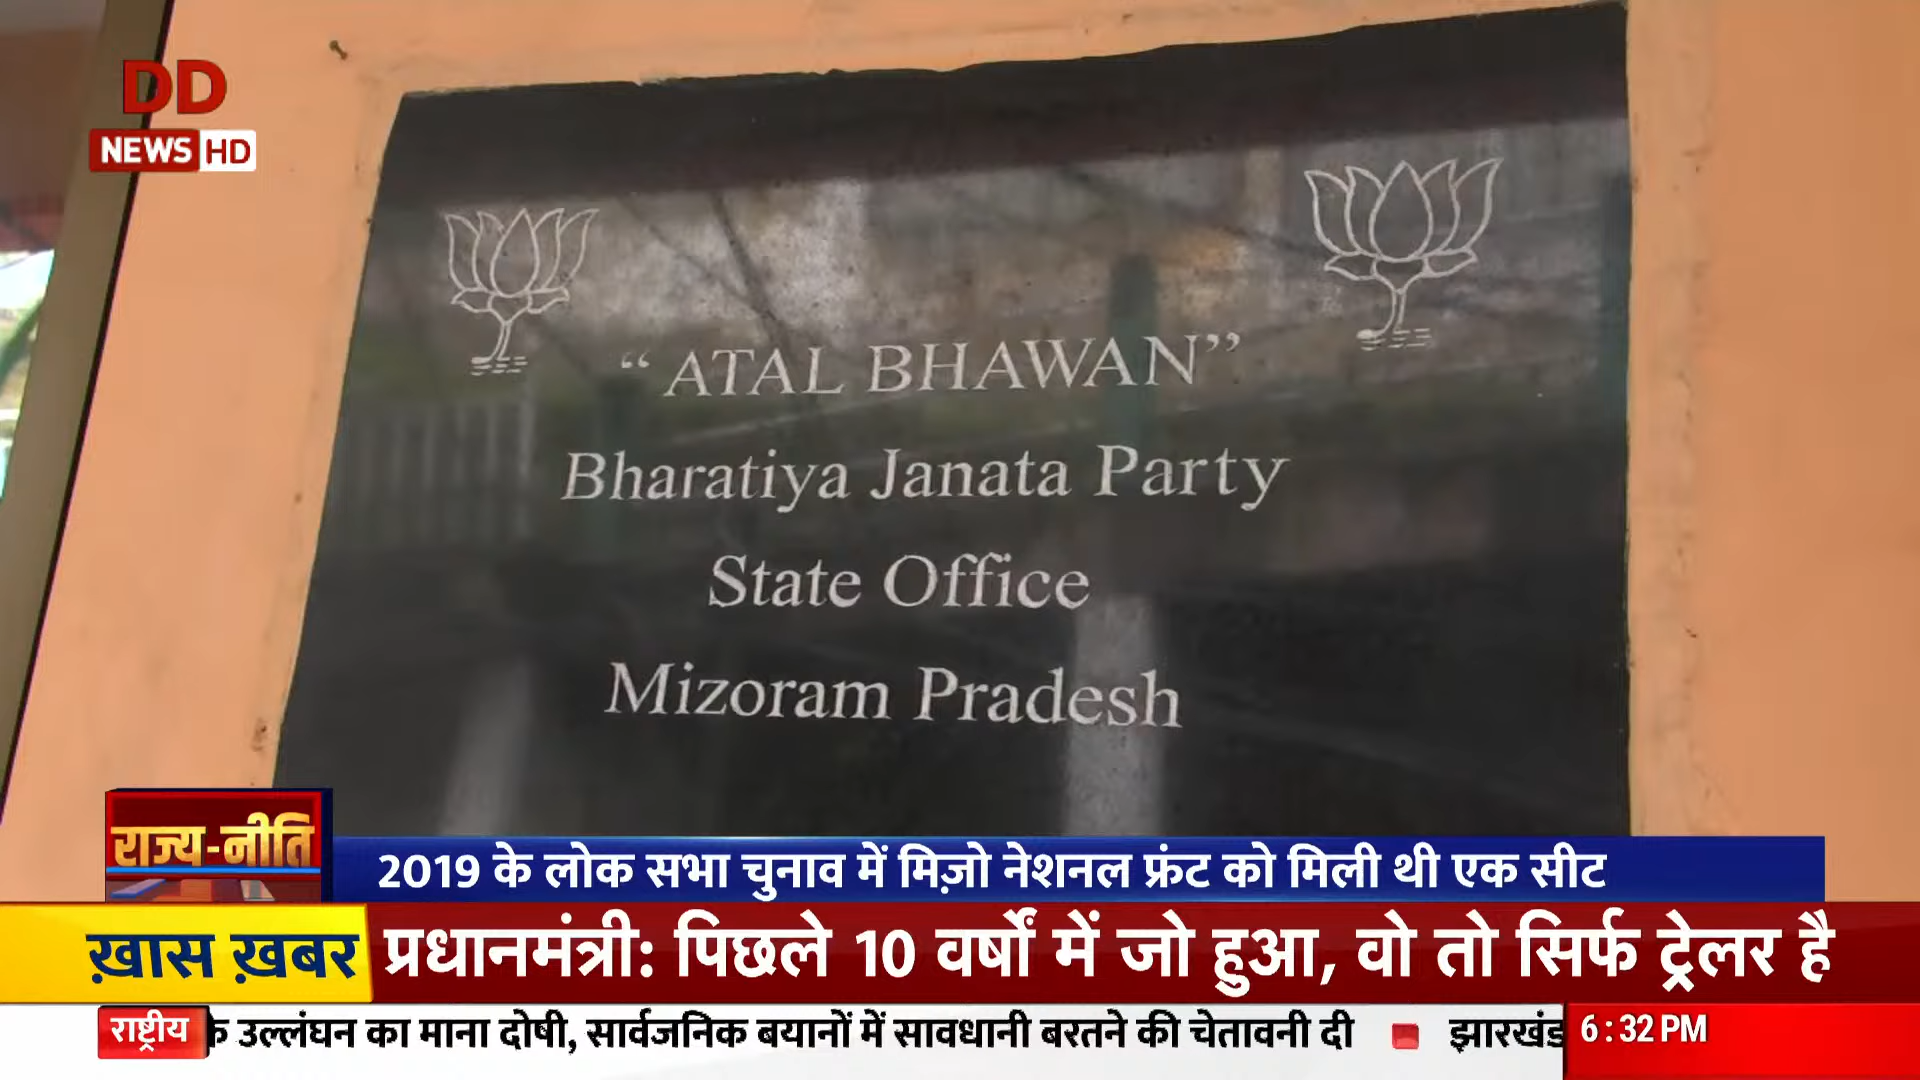 DD
NEWS HD
“ATAL BHAWAN”
Bharatiya Janata Party
State Office
Mizoram Pradesh
राज्य-नीति
2019 के लोक सभा चुनाव में मिज़ो नेशनल फ्रंट को मिली थी एक सीट
ख़ास ख़बर
प्रधानमंत्री: पिछले 10 वर्षों में जो हुआ, वो तो सिर्फ ट्रेलर है
राष्ट्रीय
उल्लंघन का माना दोषी, सार्वजनिक बयानों में सावधानी बरतने की चेतावनी दी
झारखंड
6:32 PM